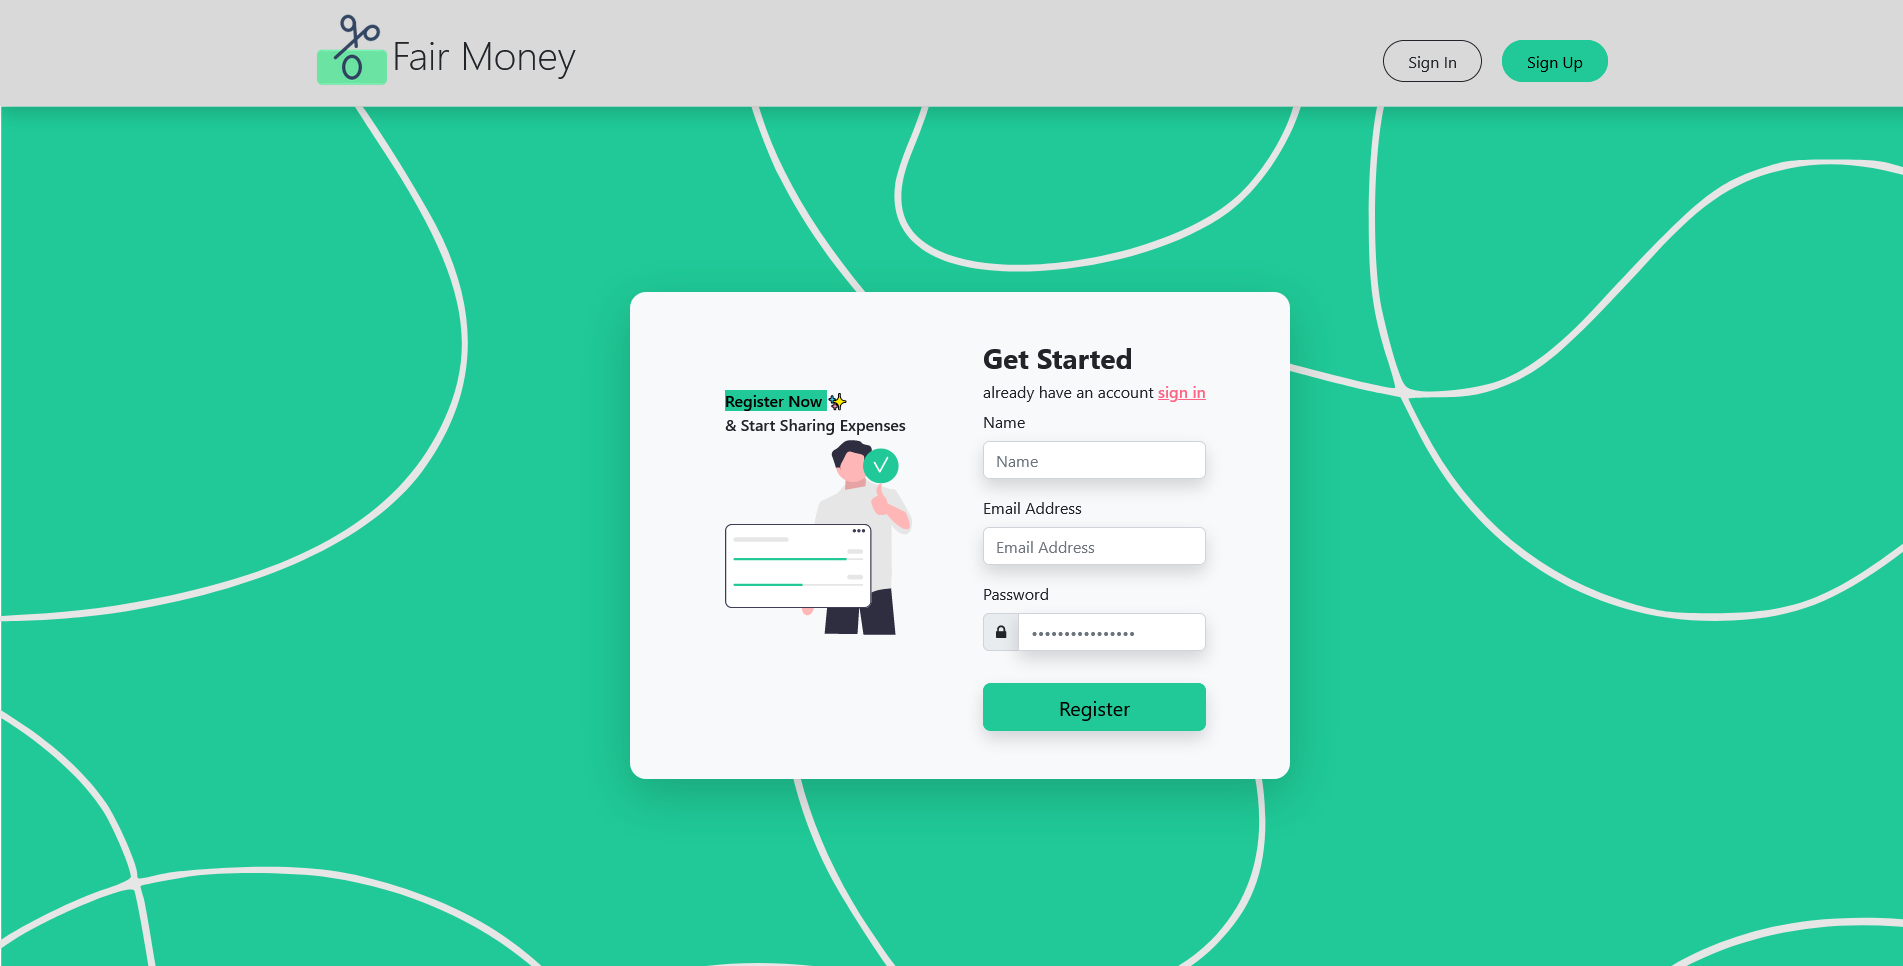 Fair Money
Sign In
Sign Up
Register Now ✨
& Start Sharing Expenses
Get Started
already have an account sign in
Name
Name
Email Address
Email Address
Password
••••••••••••••••
Register